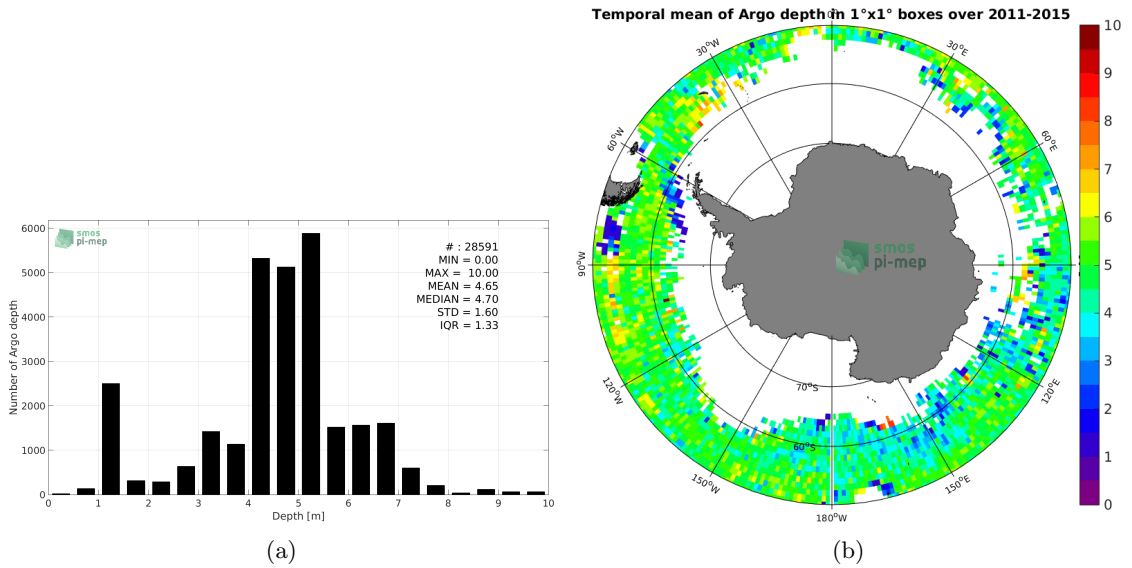 smos
pi-mep
# : 28591
MIN = 0.00
MAX = 10.00
MEAN = 4.65
MEDIAN = 4.70
STD = 1.60
IQR = 1.33
Number of Argo depth
6000
5000
4000
3000
2000
1000
0
0 1 2 3 4 5 6 7 8 9 10
Depth [m]
(a)
Temporal mean of Argo depth in 1°x1° boxes over 2011-2015
30°W
30°E
60°W
60°E
90°W
smos
pi-mep
120°W
120°E
70°S
60°S
150°W
150°E
180°W
10
9
8
7
6
5
4
3
2
1
0
(b)